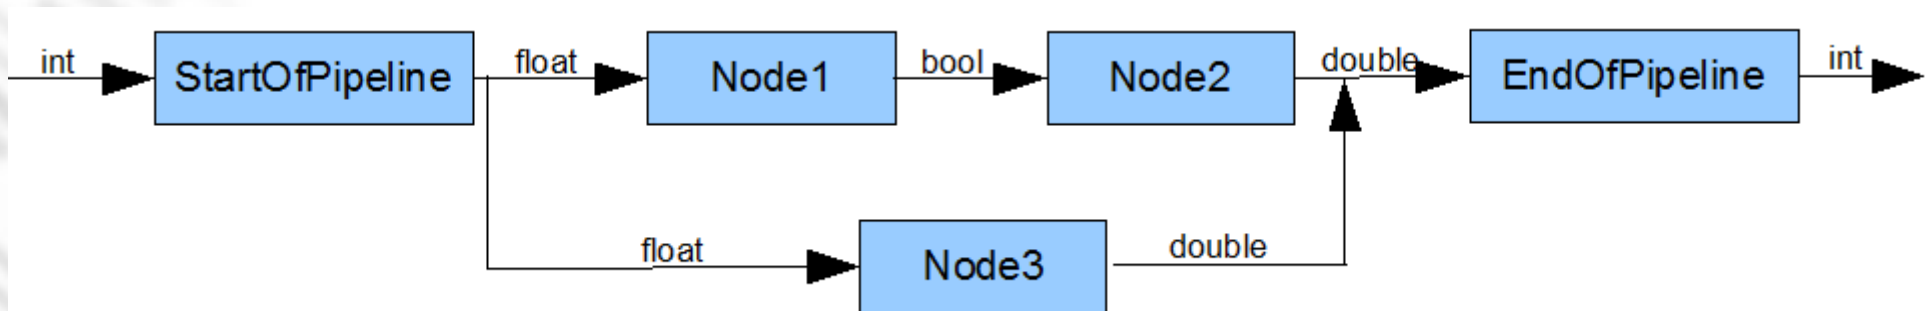 int
StartOfPipeline
float
Node1
bool
Node2
double
EndOfPipeline
int
float
Node3
double